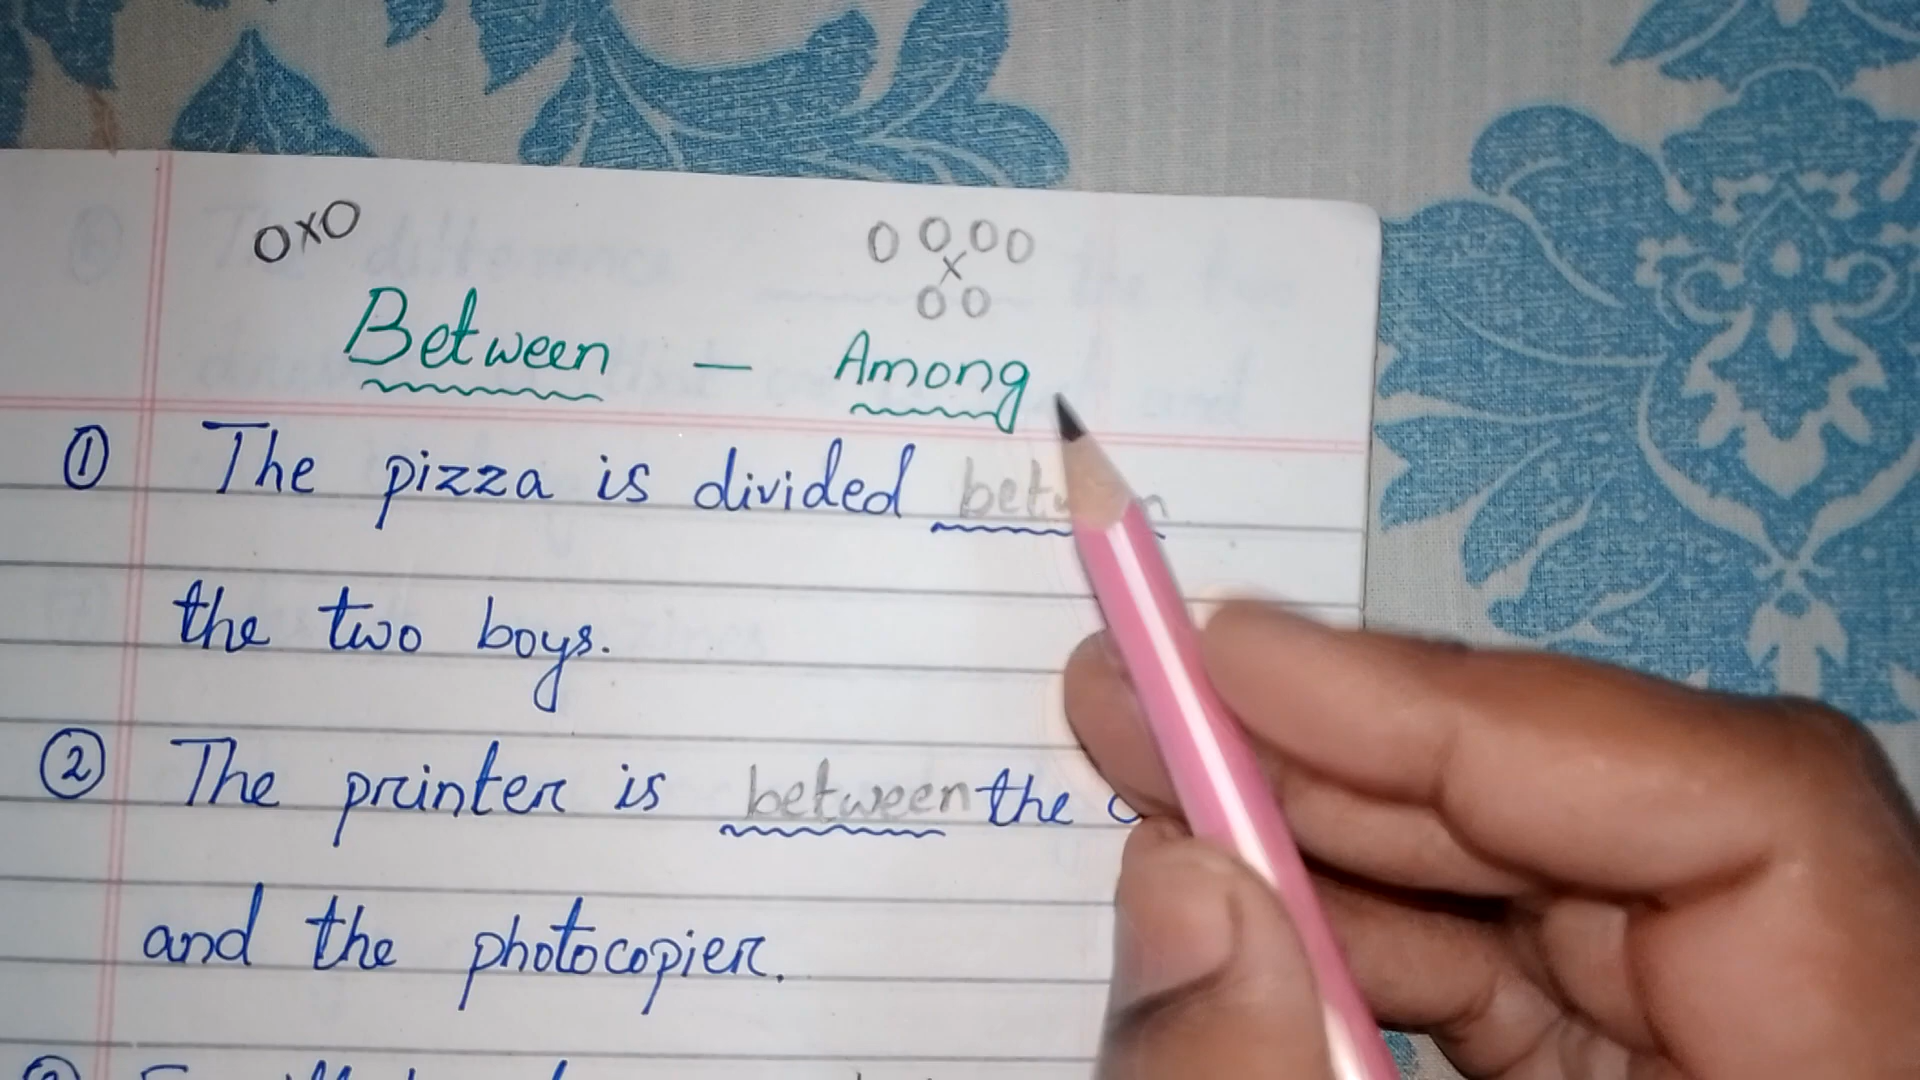 OXO
O O O O
X
O O
Between - Among
① The pizza is divided
the two boys.
② The printer is between the
and the photocopier.